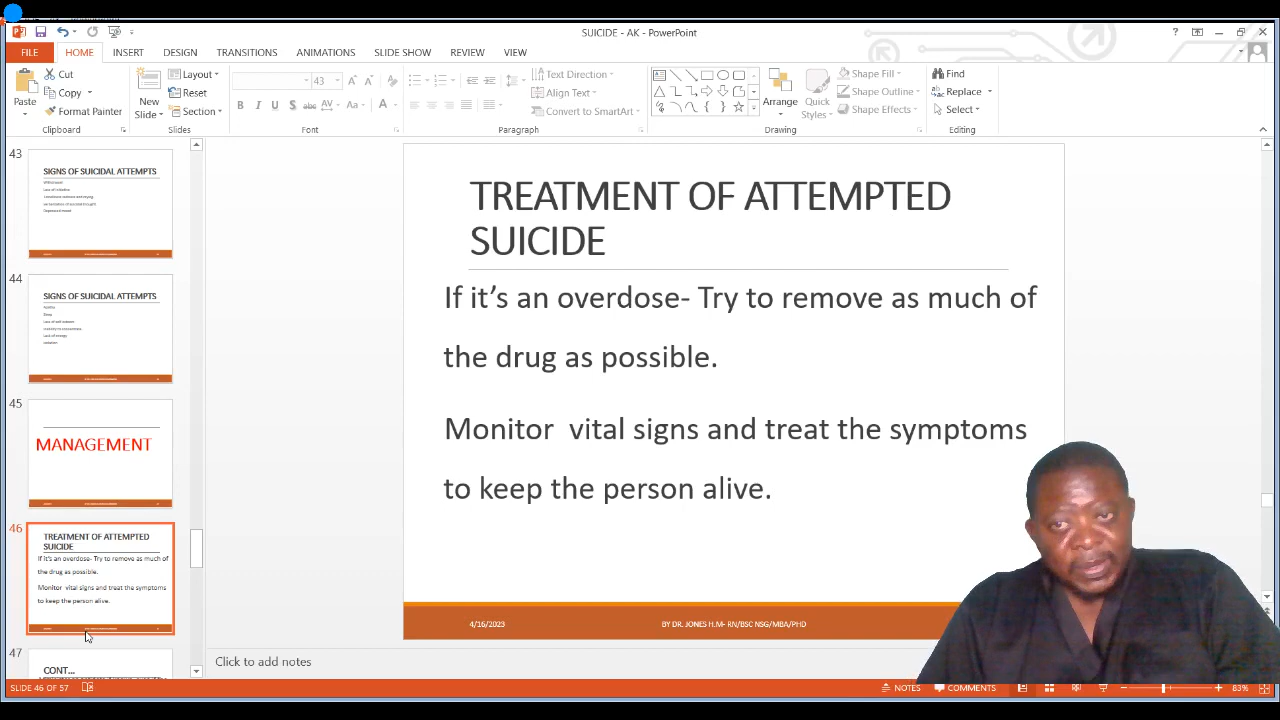 SUICIDE - AK - PowerPoint
FILE HOME INSERT DESIGN TRANSITIONS ANIMATIONS SLIDE SHOW REVIEW VIEW
Paste
Cut
Copy
Format Painter
Clipboard
New Slide
Layout
Reset
Section
Slides
43
B I U S abc AV Aa A
Font
Text Direction
Align Text
Convert to SmartArt
Paragraph
Arrange
Quick Styles
Shape Fill
Shape Outline
Shape Effects
Drawing
Find
Replace
Select
Editing
43
SIGNS OF SUICIDAL ATTEMPTS
44
SIGNS OF SUICIDAL ATTEMPTS
45
MANAGEMENT
46
TREATMENT OF ATTEMPTED
SUICIDE
If it's an overdose- Try to remove as much of
the drug as possible.
Monitor vital signs and treat the symptoms
to keep the person alive.
47
CONT...
TREATMENT OF ATTEMPTED
SUICIDE
If it’s an overdose- Try to remove as much of
the drug as possible.
Monitor  vital signs and treat the symptoms
to keep the person alive.
4/16/2023 BY DR. JONES H.M- RN/BSC NSG/MBA/PHD
Click to add notes
SLIDE 46 OF 57 NOTES COMMENTS 83%